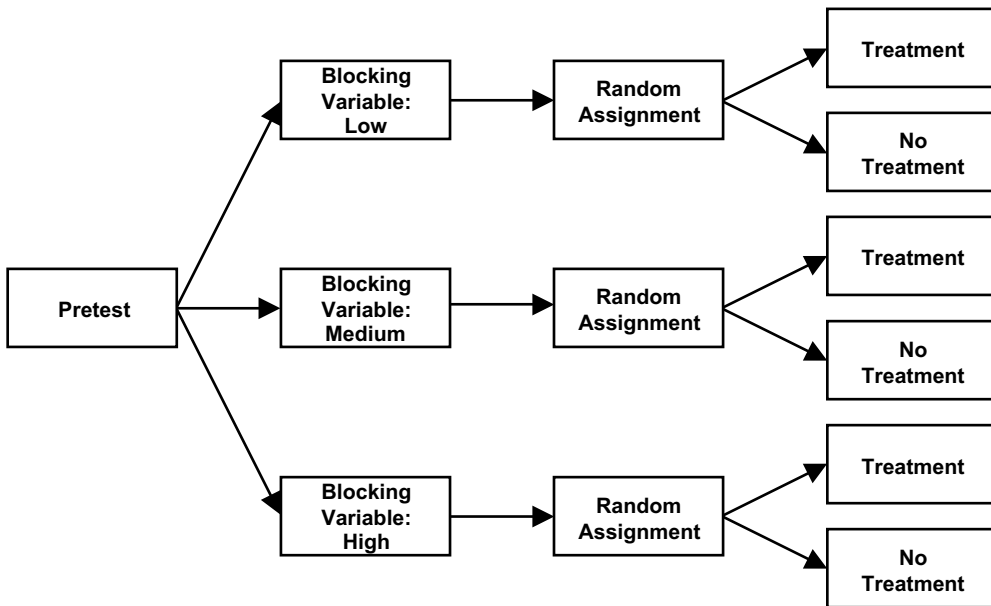 Pretest
Blocking
Variable:
Low
Random
Assignment
Treatment
No
Treatment
Blocking
Variable:
Medium
Random
Assignment
Treatment
No
Treatment
Blocking
Variable:
High
Random
Assignment
Treatment
No
Treatment